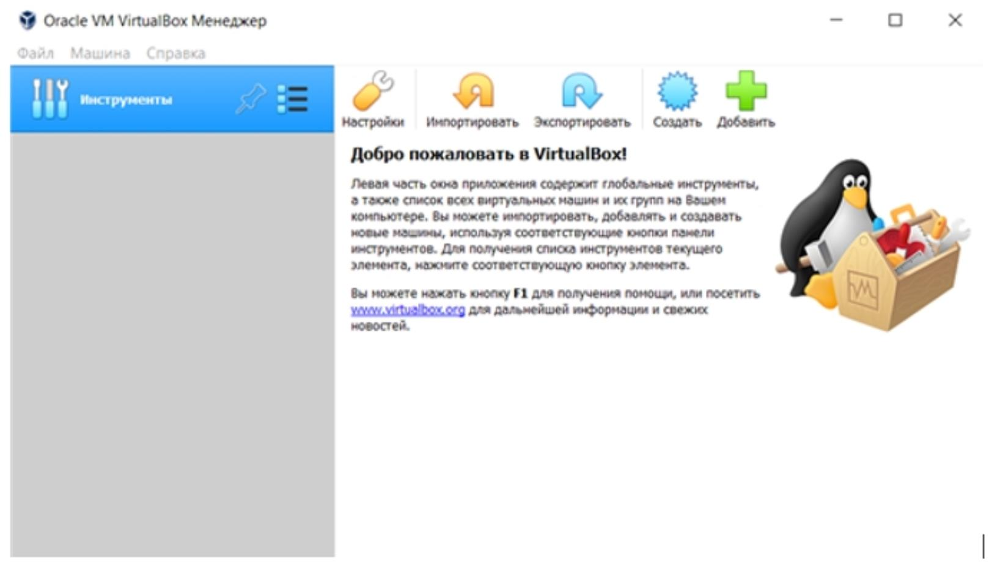 Oracle VM VirtualBox Менеджер
Файл Машина Справка
Инструменты
Настройки Импортировать Экспортировать Создать Добавить
Добро пожаловать в VirtualBox!
Левая часть окна приложения содержит глобальные инструменты,
а также список всех виртуальных машин и их групп на Вашем
компьютере. Вы можете импортировать, добавлять и создавать
новые машины, используя соответствующие кнопки панели
инструментов. Для получения списка инструментов текущего
элемента, нажмите соответствующую кнопку элемента.
Вы можете нажать кнопку F1 для получения помощи, или посетить
www.virtualbox.org для дальнейшей информации и свежих
новостей.